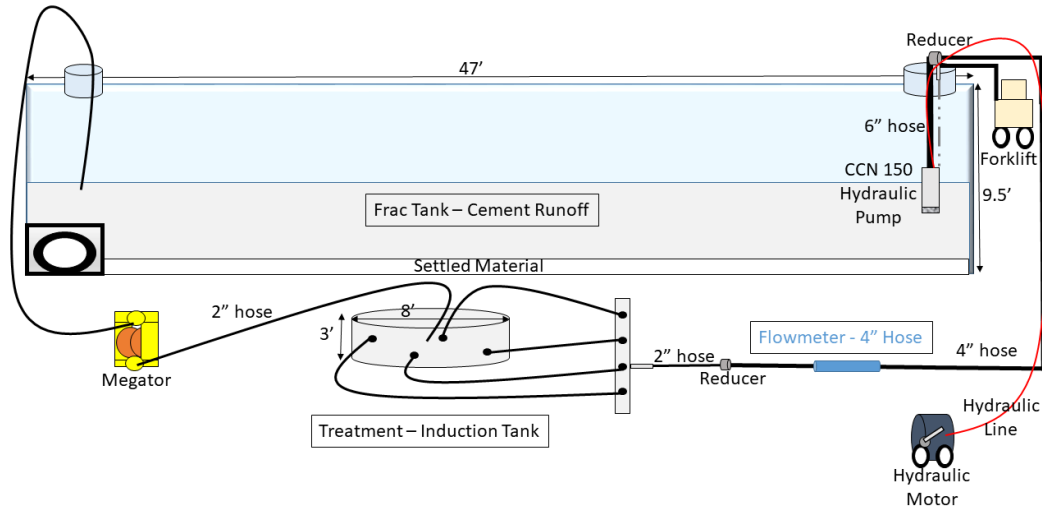 Reducer
47’
6” hose
Forklift
CCN 150
Hydraulic
Pump
9.5’
Frac Tank – Cement Runoff
Settled Material
2” hose
8’
3’
Megator
Flowmeter - 4” Hose
2” hose
4” hose
Reducer
Treatment – Induction Tank
Hydraulic
Line
Hydraulic
Motor